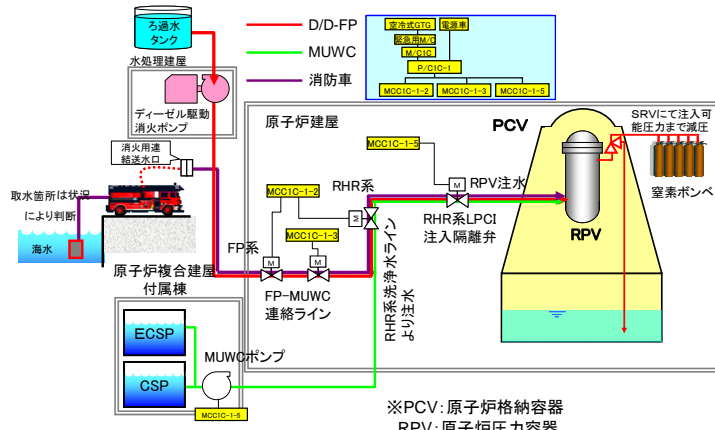 ろ過水
タンク
水処理建屋
ディーゼル駆動
消火ポンプ
D/D-FP
MUWC
消防車
空冷式GTG
電源車
緊急用M/C
M/C1C
P/C1C-1
MCC1C-1-2
MCC1C-1-3
MCC1C-1-5
消火用連
結送水口
取水箇所は状況
により判断
海水
原子炉建屋
MCC1C-1-5
M
RPV注水
RHR系LPCI
注入隔離弁
PCV
SRVにて注入可
能圧力まで減圧
窒素ボンベ
RPV
MCC1C-1-2
RHR系
M
MCC1C-1-3
FP系
M
M
FP-MUWC
連絡ライン
RHR系洗浄水ライン
より注水
原子炉複合建屋
付属棟
ECSP
CSP
MUWCポンプ
MCC1C-1-5
※PCV:原子炉格納容器
RPV:原子炉圧力容器